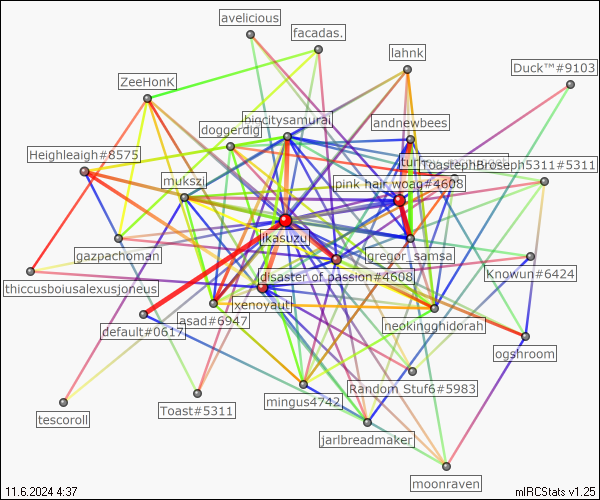 avelicious
facadas.
lahnk
Duck™#9103
ZeeHonK
biocitysamurai
andnewbees
doggerdig
Heighleaigh#8575
ToastephBroseph5311#5311
mukszi
pink hair woag#4608
ikasuzu
gregor_samsa
gazpachoman
Knowun#6424
thiccusboiusalexusjoneus
disaster of passion#4608
xenoyaut
asad#6947
default#0617
neokingghidorah
ogshroom
Random Stuf6#5983
mingus4742
Toast#5311
tescoroll
jarlbreadmaker
moonraven
11.6.2024 4:37
mIRCStats v1.25